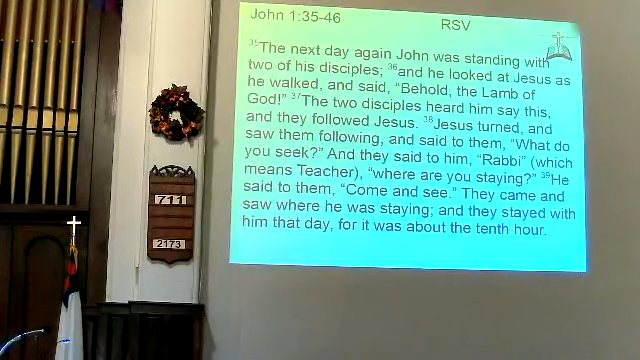 John 1:35-46
RSV
35The next day again John was standing with
two of his disciples; 36and he looked at Jesus as
he walked, and said, “Behold, the Lamb of
God!” 37The two disciples heard him say this,
and they followed Jesus. 38Jesus turned, and
saw them following, and said to them, “What do
you seek?” And they said to him, “Rabbi” (which
means Teacher), “where are you staying?” 39He
said to them, “Come and see.” They came and
saw where he was staying; and they stayed with
him that day, for it was about the tenth hour.
711
2173